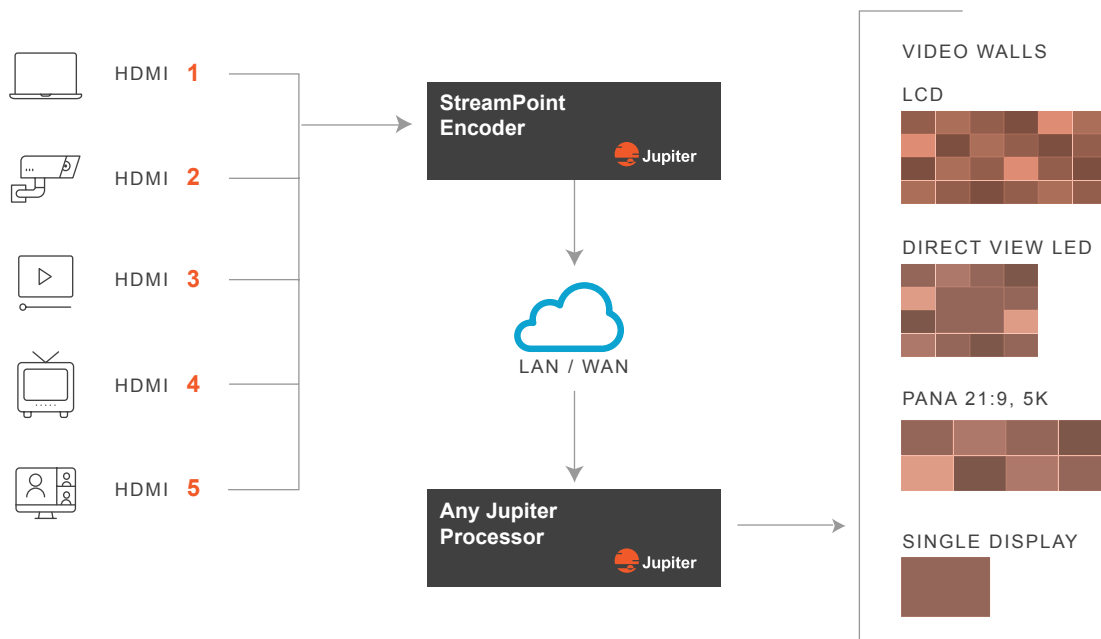 HDMI 1
HDMI 2
HDMI 3
HDMI 4
HDMI 5
StreamPoint
Encoder
Jupiter
LAN / WAN
Any Jupiter
Processor
Jupiter
VIDEO WALLS
LCD
DIRECT VIEW LED
PANA 21:9, 5K
SINGLE DISPLAY